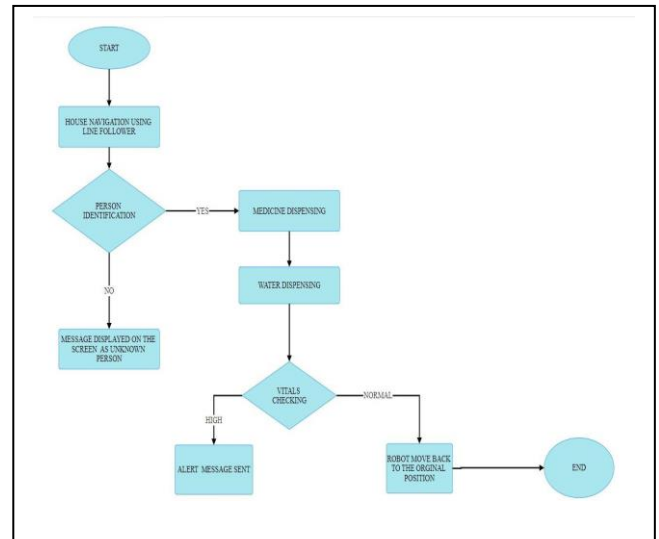 START
HOUSE NAVIGATION USING
LINE FOLLOWER
PERSON
IDENTIFICATION
YES
MEDICINE DISPENSING
WATER DISPENSING
NO
MESSAGE DISPLAYED ON THE
SCREEN AS UNKNOWN
PERSON
VITALS
CHECKING
HIGH
NORMAL
ALERT MESSAGE SENT
ROBOT MOVE BACK
TO THE ORGINAL
POSITION
END